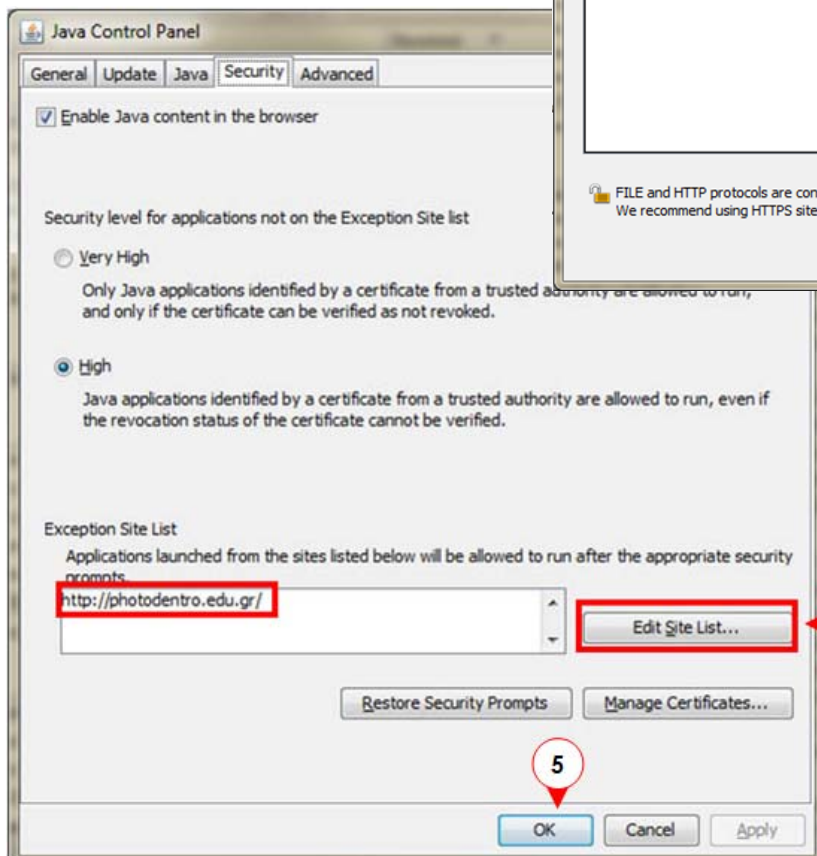 Java Control Panel
General Update Java Security Advanced
Enable Java content in the browser
FILE and HTTP protocols are con
We recommend using HTTPS site
Security level for applications not on the Exception Site list
Very High
Only Java applications identified by a certificate from a trusted authority are allowed to run,
and only if the certificate can be verified as not revoked.
High
Java applications identified by a certificate from a trusted authority are allowed to run, even if
the revocation status of the certificate cannot be verified.
Exception Site List
Applications launched from the sites listed below will be allowed to run after the appropriate security
prompts.
http://photodentro.edu.gr/
Edit Site List...
Restore Security Prompts Manage Certificates...
5
OK Cancel Apply